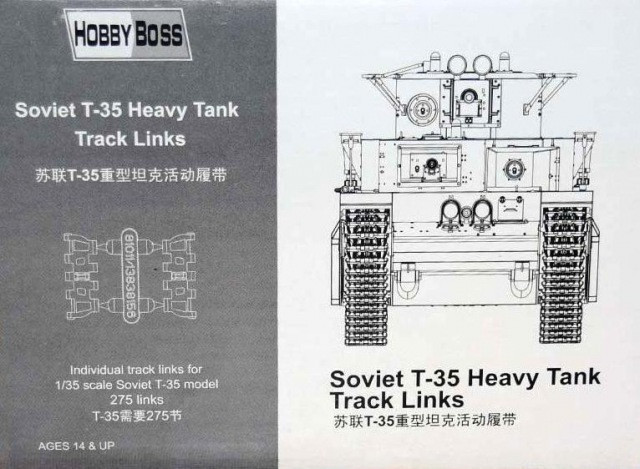 HOBBY BOSS
Soviet T-35 Heavy Tank
Track Links
苏联T-35重型坦克活动履带
Individual track links for
1/35 scale Soviet T-35 model
275 links
T-35需要275节
AGES 14 & UP
Soviet T-35 Heavy Tank
Track Links
苏联T-35重型坦克活动履带